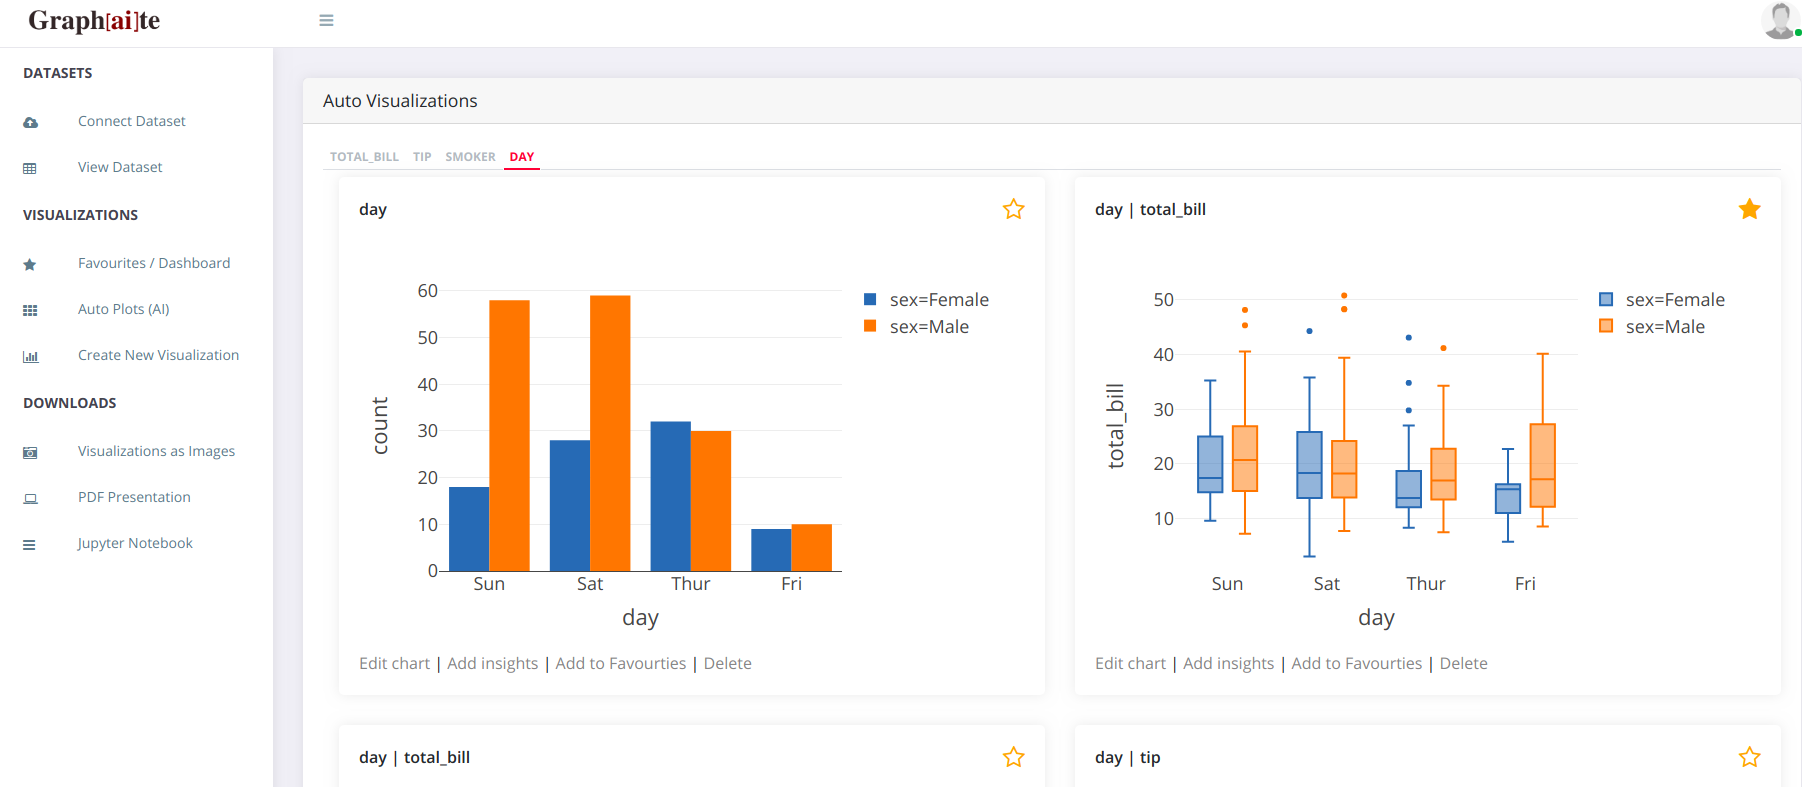 Graph[ai]te
DATASETS
Connect Dataset
View Dataset
VISUALIZATIONS
Favourites / Dashboard
Auto Plots (AI)
Create New Visualization
DOWNLOADS
Visualizations as Images
PDF Presentation
Jupyter Notebook
Auto Visualizations
TOTAL_BILL TIP SMOKER DAY
day
60
50
40
30
20
10
0
count
Sun Sat Thur Fri
day
sex=Female
sex=Male
Edit chart | Add insights | Add to Favourties | Delete
day | total_bill
50
40
30
20
10
total_bill
Sun Sat Thur Fri
day
sex=Female
sex=Male
Edit chart | Add insights | Add to Favourties | Delete
day | total_bill
day | tip